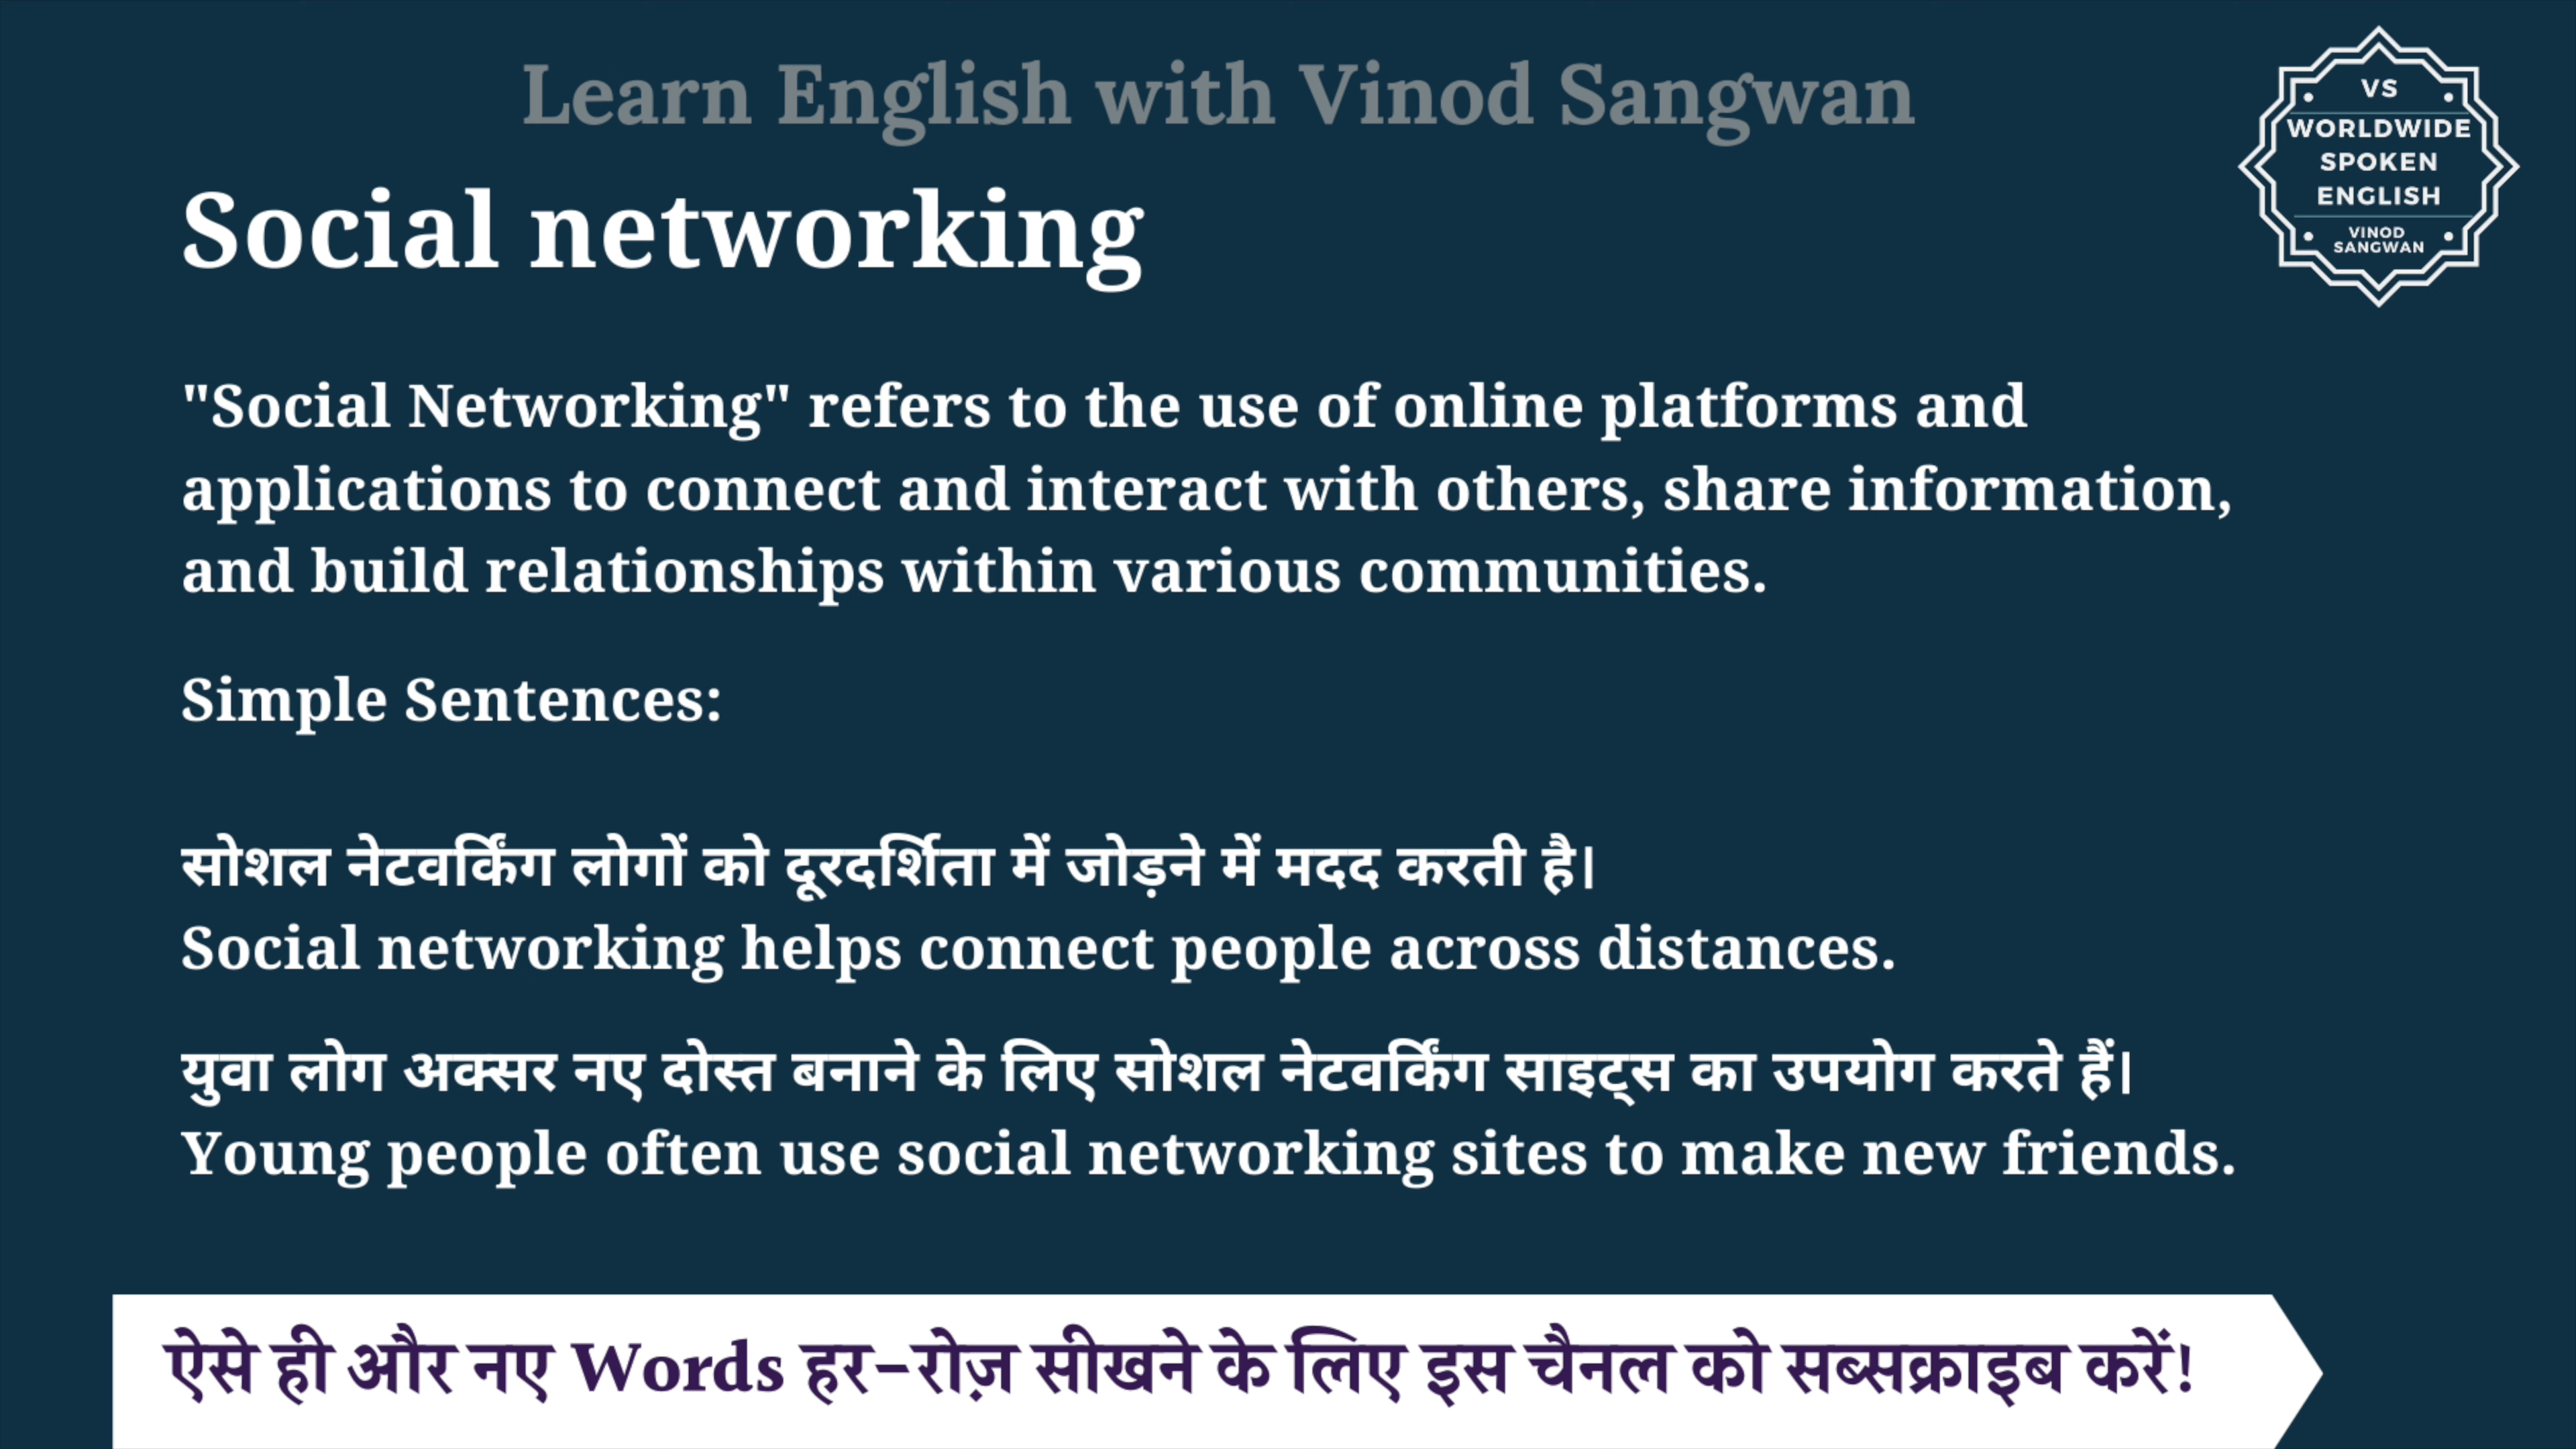 Learn English with Vinod Sangwan
VS
WORLDWIDE
SPOKEN
ENGLISH
VINOD
SANGWAN
Social networking
"Social Networking" refers to the use of online platforms and
applications to connect and interact with others, share information,
and build relationships within various communities.
Simple Sentences:
सोशल नेटवर्किंग लोगों को दूरदर्शिता में जोड़ने में मदद करती है।
Social networking helps connect people across distances.
युवा लोग अक्सर नए दोस्त बनाने के लिए सोशल नेटवर्किंग साइट्स का उपयोग करते हैं।
Young people often use social networking sites to make new friends.
ऐसे ही और नए Words हर-रोज़ सीखने के लिए इस चैनल को सब्सक्राइब करें!